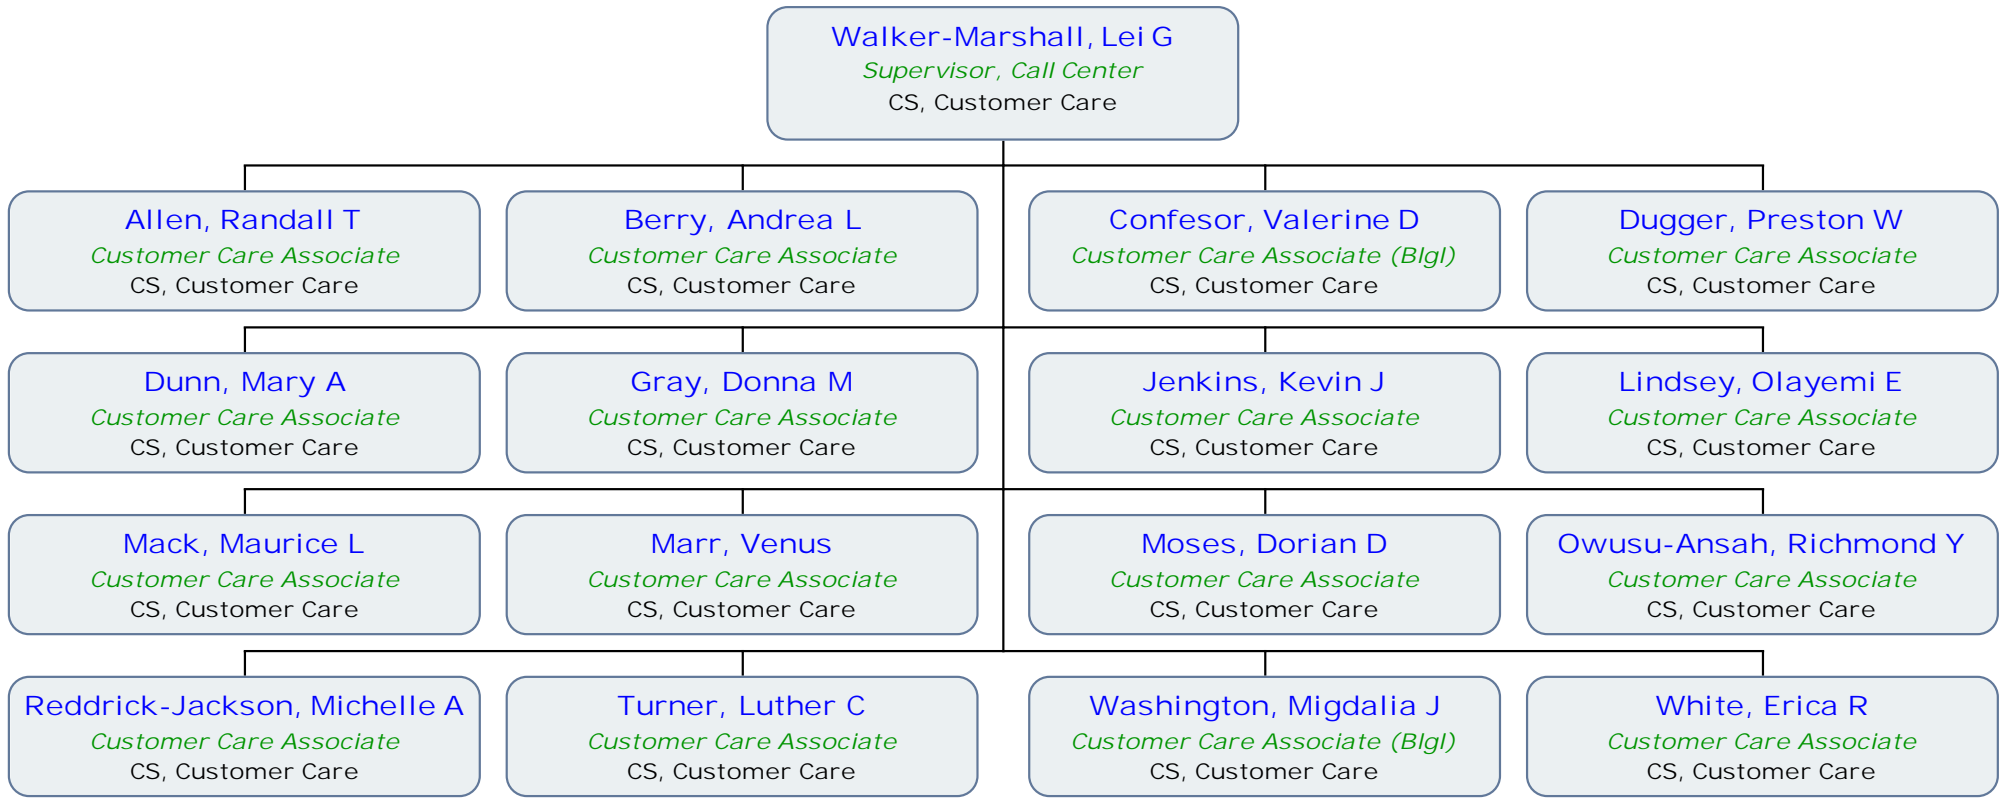 Walker-Marshall, Lei G
Supervisor, Call Center
CS, Customer Care
Allen, Randall T
Customer Care Associate
CS, Customer Care
Berry, Andrea L
Customer Care Associate
CS, Customer Care
Confesor, Valerine D
Customer Care Associate (BIgl)
CS, Customer Care
Dugger, Preston W
Customer Care Associate
CS, Customer Care
Dunn, Mary A
Customer Care Associate
CS, Customer Care
Gray, Donna M
Customer Care Associate
CS, Customer Care
Jenkins, Kevin J
Customer Care Associate
CS, Customer Care
Lindsey, Olayemi E
Customer Care Associate
CS, Customer Care
Mack, Maurice L
Customer Care Associate
CS, Customer Care
Marr, Venus
Customer Care Associate
CS, Customer Care
Moses, Dorian D
Customer Care Associate
CS, Customer Care
Owusu-Ansah, Richmond Y
Customer Care Associate
CS, Customer Care
Reddrick-Jackson, Michelle A
Customer Care Associate
CS, Customer Care
Turner, Luther C
Customer Care Associate
CS, Customer Care
Washington, Migdalia J
Customer Care Associate (BIgl)
CS, Customer Care
White, Erica R
Customer Care Associate
CS, Customer Care